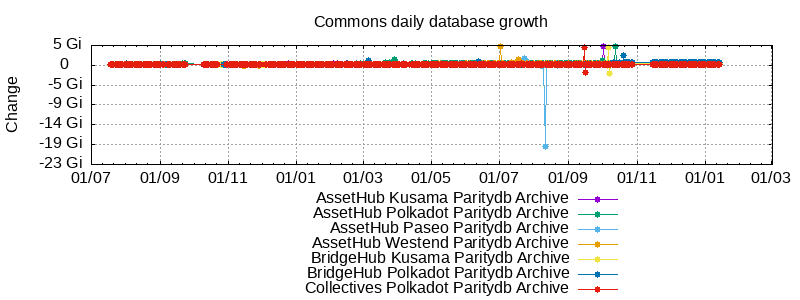 Commons daily database growth
Change
5 Gi
0
-5 Gi
-9 Gi
-14 Gi
-19 Gi
-23 Gi
01/07 01/09 01/11 01/01 01/03 01/05 01/07 01/09 01/11 01/01 01/03
AssetHub Kusama Paritydb Archive
AssetHub Polkadot Paritydb Archive
AssetHub Paseo Paritydb Archive
AssetHub Westend Paritydb Archive
BridgeHub Kusama Paritydb Archive
BridgeHub Polkadot Paritydb Archive
Collectives Polkadot Paritydb Archive